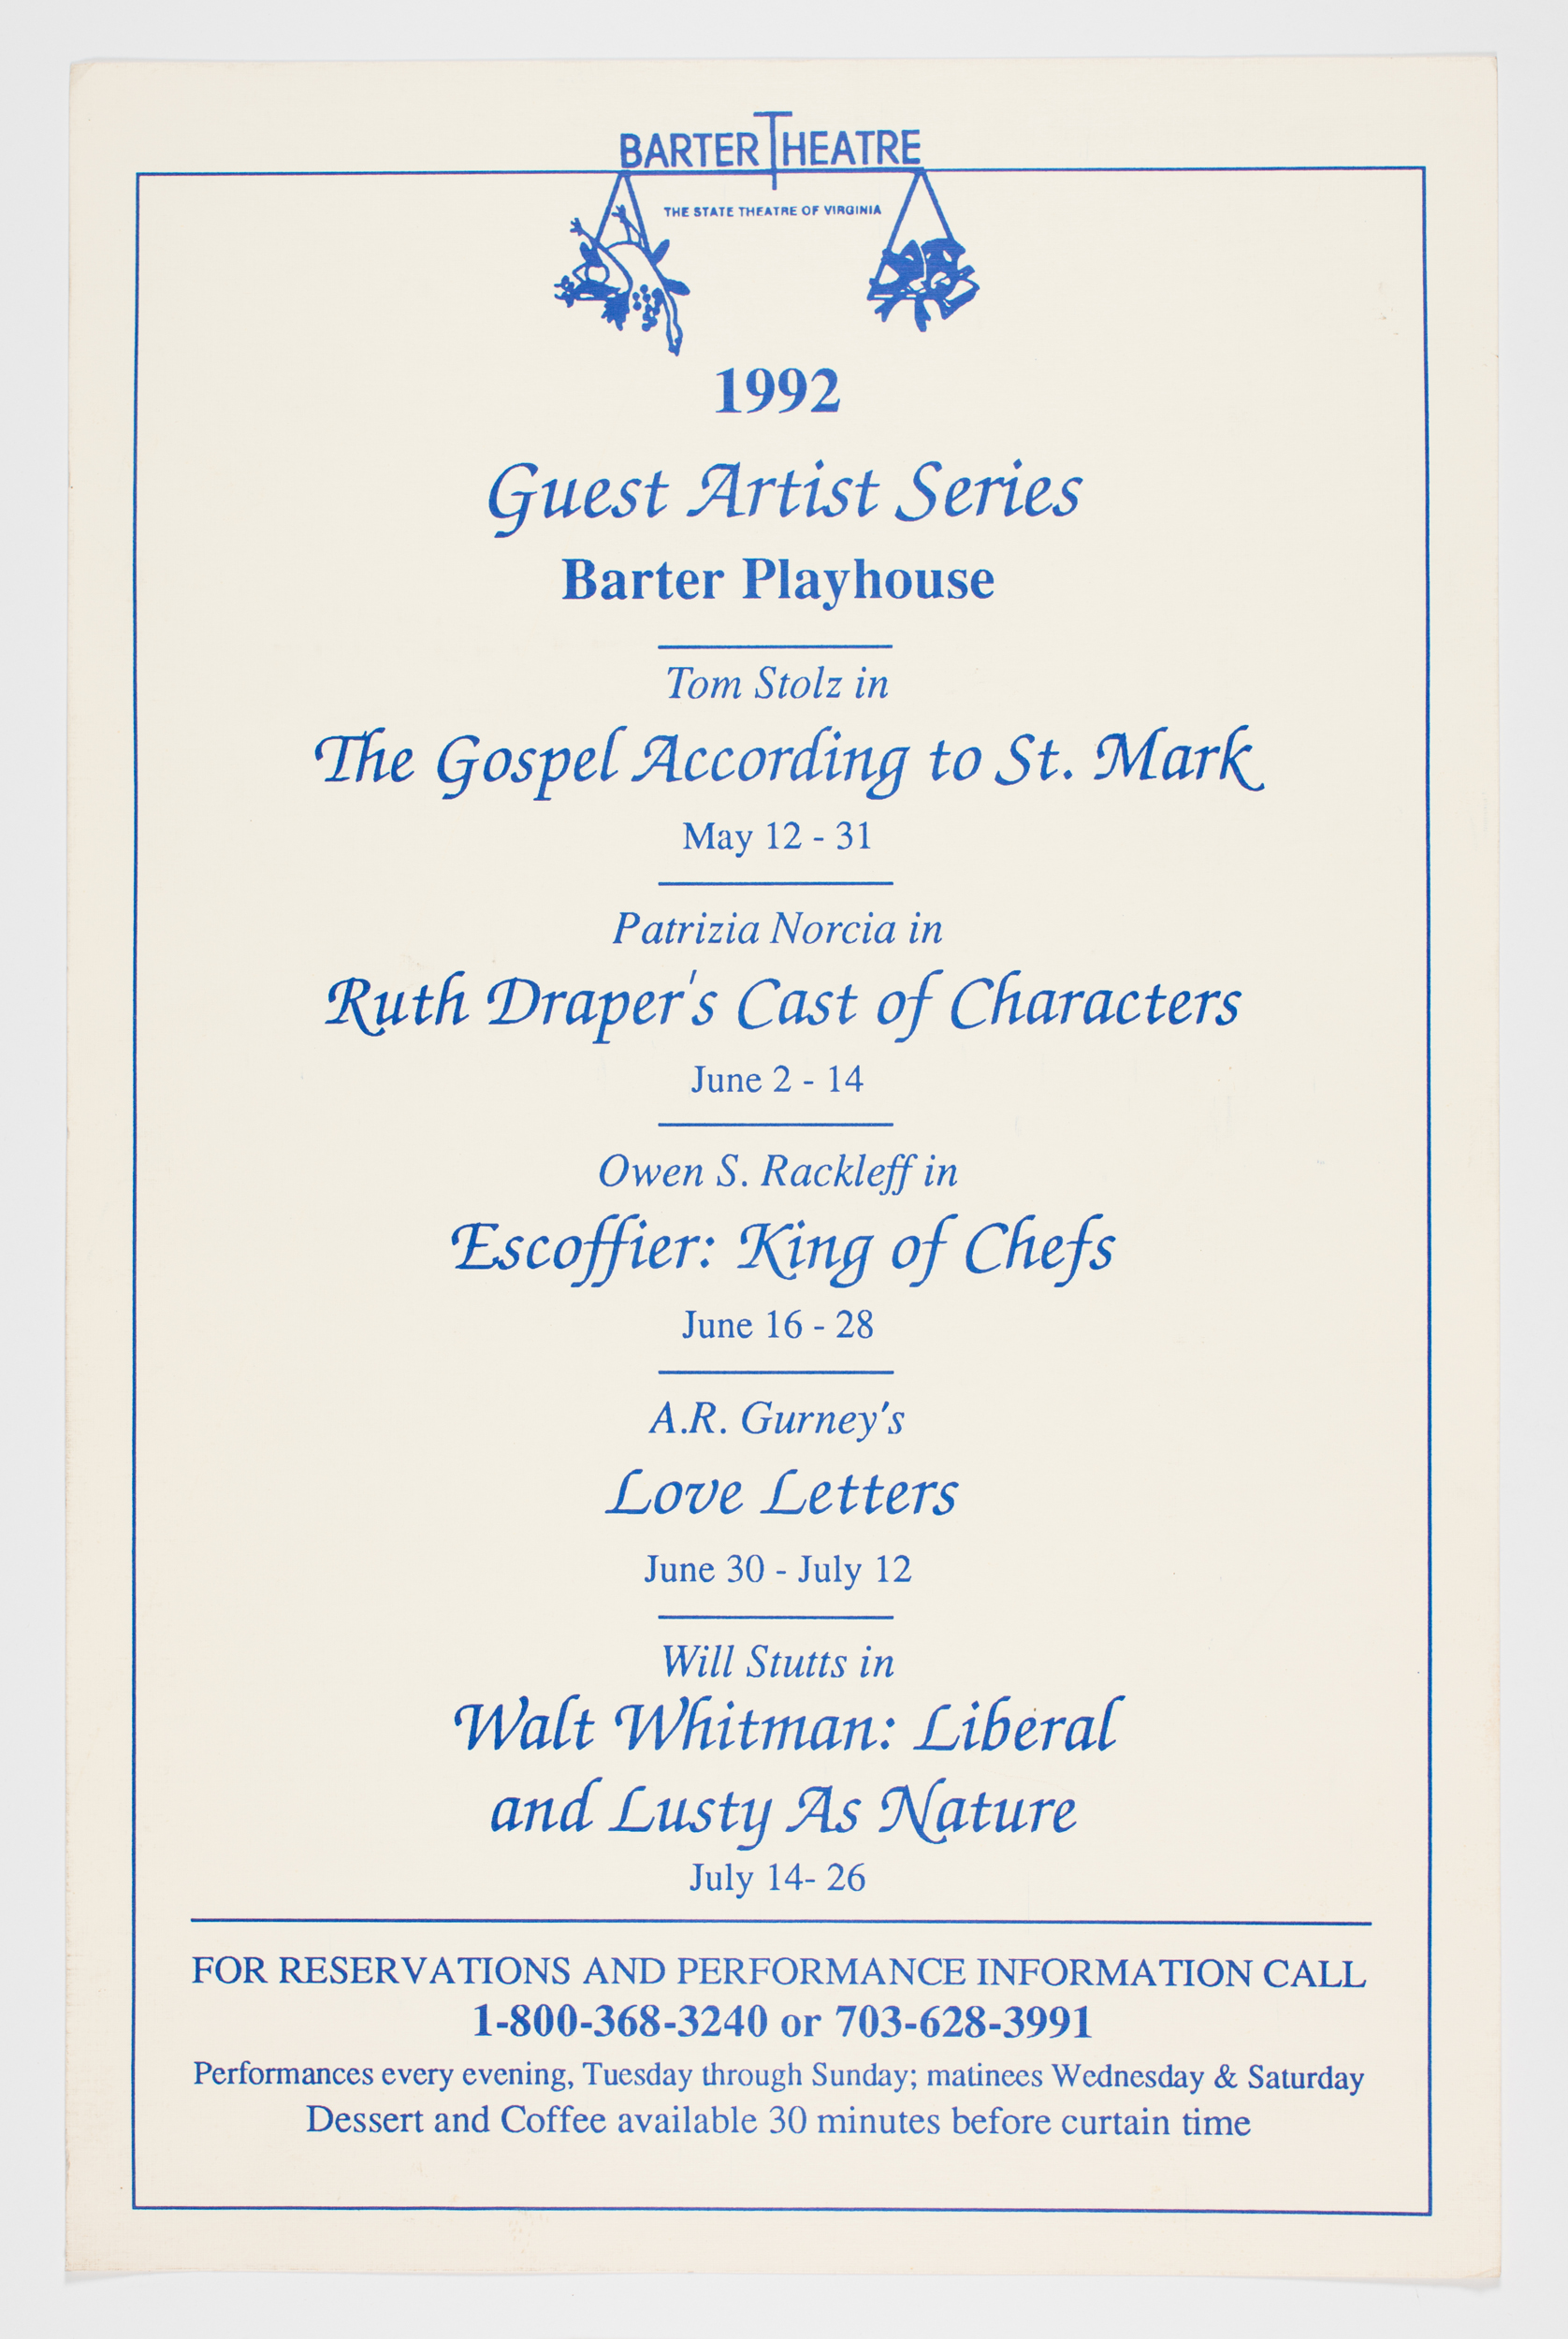 BARTER THEATRE
THE STATE THEATRE OF VIRGINIA
1992
Guest Artist Series
Barter Playhouse
Tom Stolz in
The Gospel According to St. Mark
May 12 - 31
Patrizia Norcia in
Ruth Draper's Cast of Characters
June 2 - 14
Owen S. Rackleff in
Escoffier: King of Chefs
June 16 - 28
A.R. Gurney's
Love Letters
June 30 - July 12
Will Stutts in
Walt Whitman: Liberal
and Lusty As Nature
July 14- 26
FOR RESERVATIONS AND PERFORMANCE INFORMATION CALL
1-800-368-3240 or 703-628-3991
Performances every evening, Tuesday through Sunday; matinees Wednesday & Saturday
Dessert and Coffee available 30 minutes before curtain time